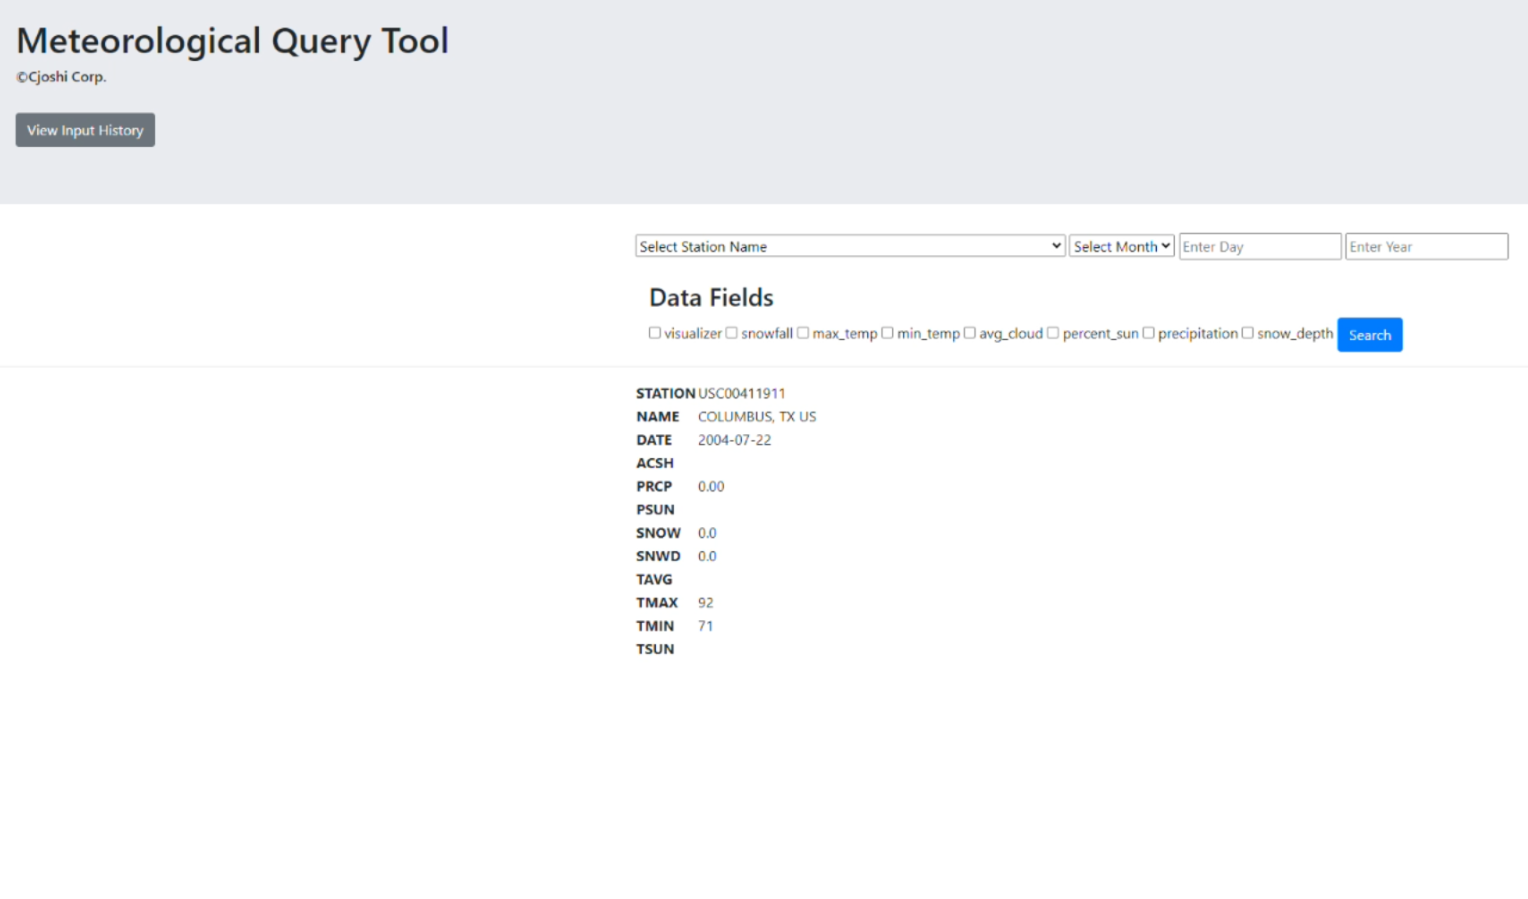 Meteorological Query Tool
©Cjoshi Corp.
View Input History
Select Station Name Select Month Enter Day Enter Year
Data Fields
visualizer snowfall max_temp min_temp avg_cloud percent_sun precipitation snow_depth Search
STATION USC00411911
NAME COLUMBUS, TX US
DATE 2004-07-22
ACSH
PRCP 0.00
PSUN
SNOW 0.0
SNWD 0.0
TAVG
TMAX 92
TMIN 71
TSUN